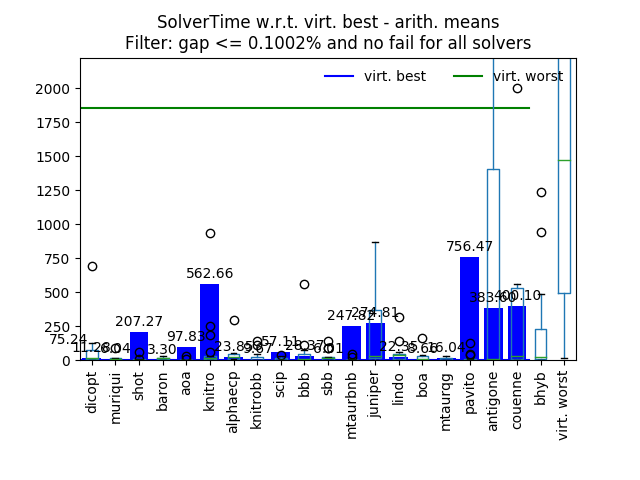 SolverTime w.r.t. virt. best - arith. means
Filter: gap <= 0.1002% and no fail for all solvers
virt. best virt. worst
2000
1750
1500
1250
1000
750
500
250
0
75.24
207.27
3.30
97.83
562.66
57.11
247.82
274.81
16.04
756.47
383.60
400.10
dicopt
muriqui
shot
baron
aoa
knitro
alphaecp
knitrobb
scip
bbb
sbb
mtaurbnb
juniper
lindo
boa
mtaurqg
pavito
antigone
couenne
bhyb
virt. worst